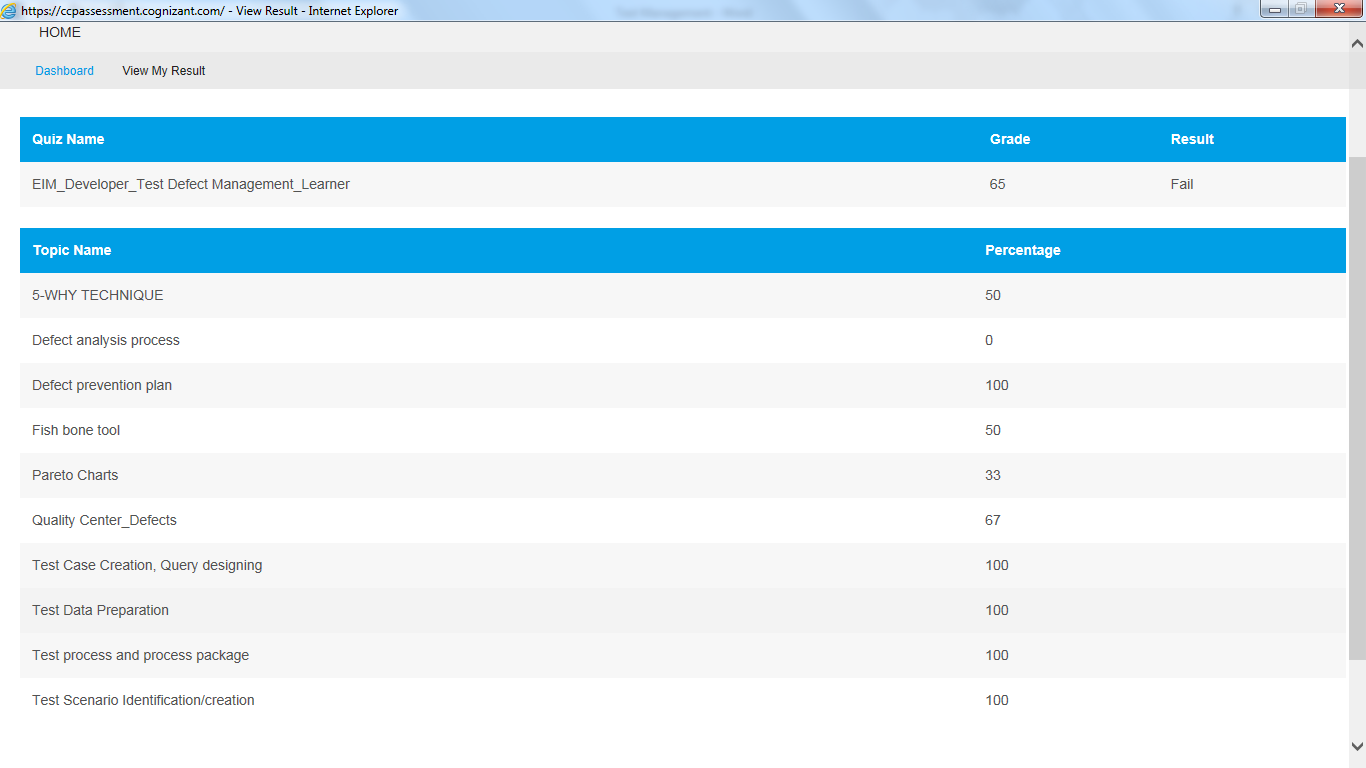 https://ccpassessment.cognizant.com/ - View Result - Internet Explorer
HOME
Dashboard View My Result
Quiz Name Grade Result
EIM_Developer_Test Defect Management_Learner 65 Fail
Topic Name Percentage
5-WHY TECHNIQUE 50
Defect analysis process 0
Defect prevention plan 100
Fish bone tool 50
Pareto Charts 33
Quality Center_Defects 67
Test Case Creation, Query designing 100
Test Data Preparation 100
Test process and process package 100
Test Scenario Identification/creation 100